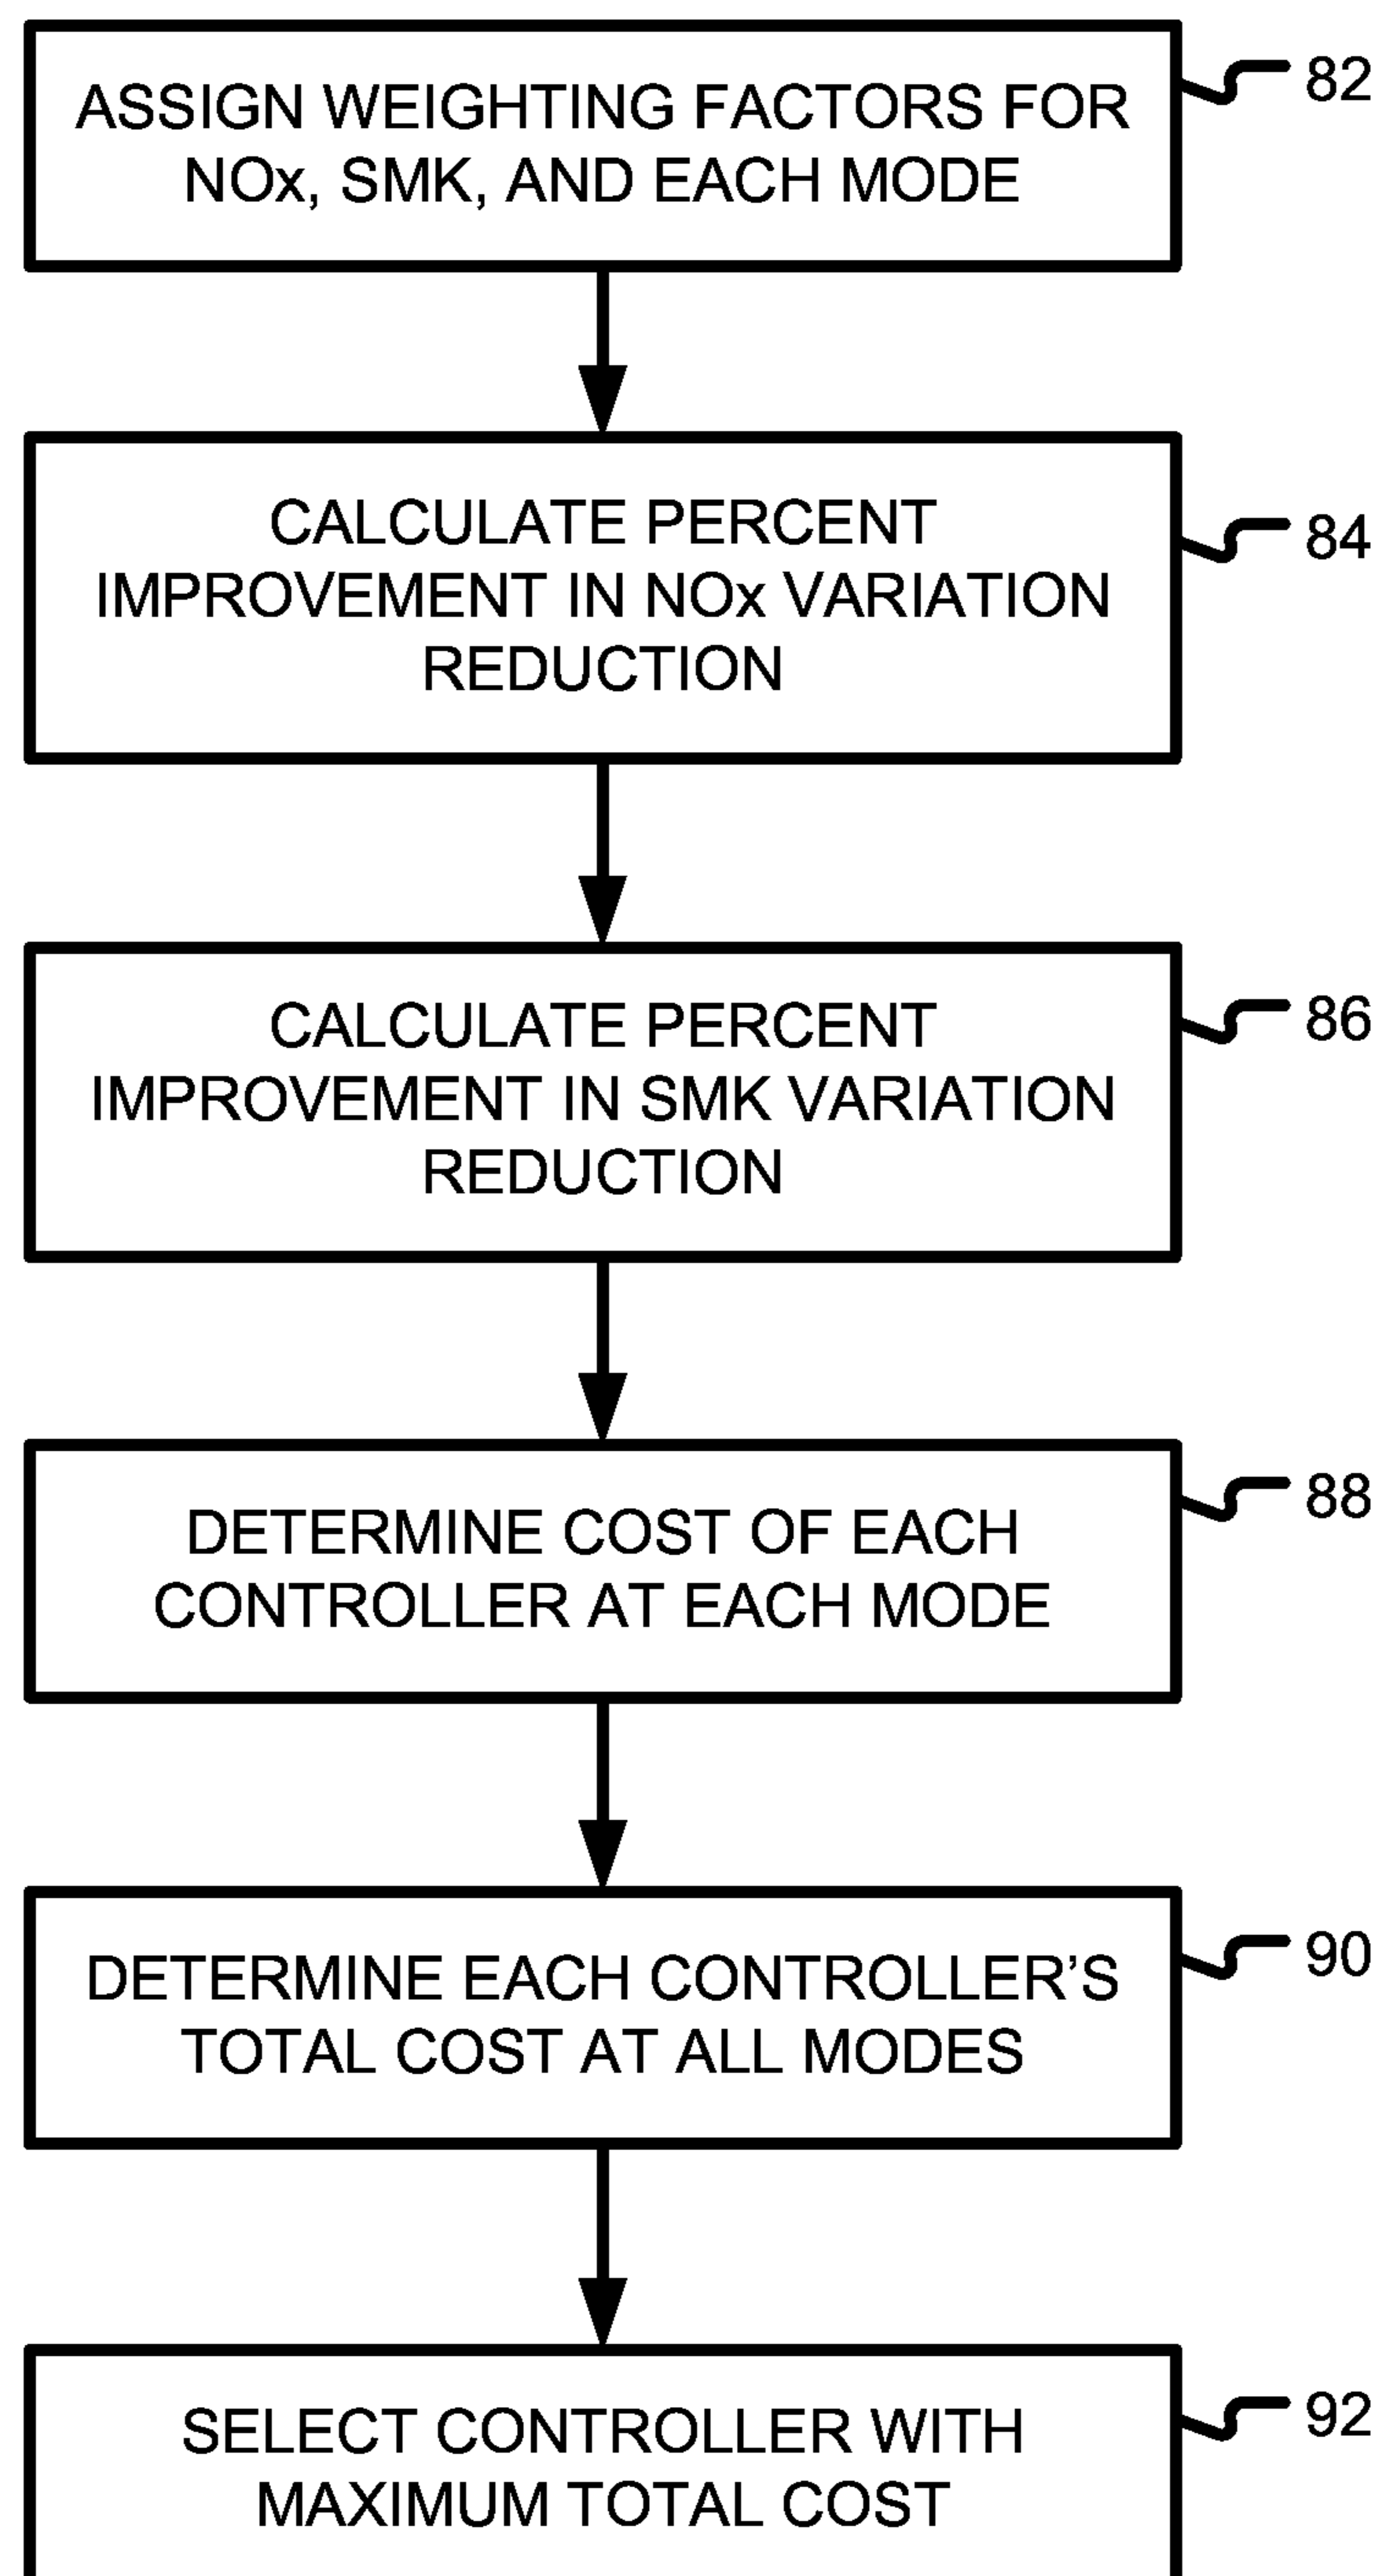 ASSIGN WEIGHTING FACTORS FOR
NOx, SMK, AND EACH MODE
82
CALCULATE PERCENT
IMPROVEMENT IN NOx VARIATION
REDUCTION
84
CALCULATE PERCENT
IMPROVEMENT IN SMK VARIATION
REDUCTION
86
DETERMINE COST OF EACH
CONTROLLER AT EACH MODE
88
DETERMINE EACH CONTROLLER’S
TOTAL COST AT ALL MODES
90
SELECT CONTROLLER WITH
MAXIMUM TOTAL COST
92